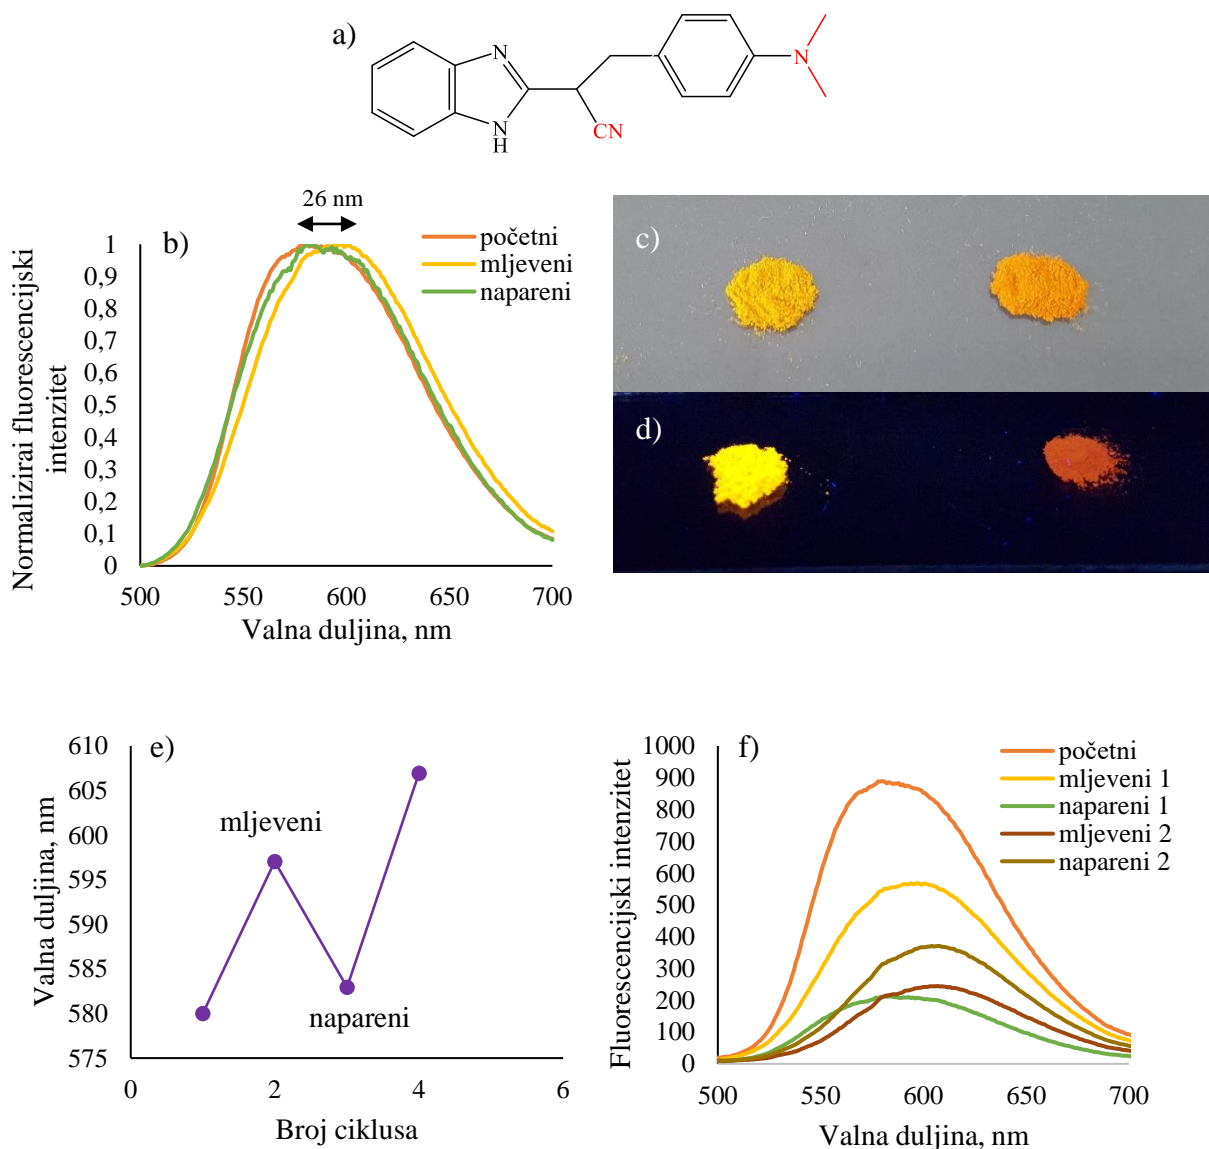 a)
N
N
H
CN
N
26 nm
b)
početni
mljeveni
napareni
Normalizirai fluorescencijski
intenzitet
1
0,9
0,8
0,7
0,6
0,5
0,4
0,3
0,2
0,1
0
500 550 600 650 700
Valna duljina, nm
c)
d)
e)
Valna duljina, nm
610
605
600
595
590
585
580
575
mljeveni
napareni
0 2 4 6
Broj ciklusa
f)
Fluorescencijski intenzitet
1000
900
800
700
600
500
400
300
200
100
0
početni
mljeveni 1
napareni 1
mljeveni 2
napareni 2
500 550 600 650 700
Valna duljina, nm